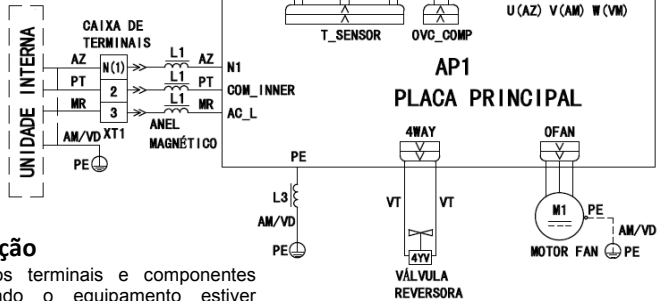 U(AZ) V(AM) W(VM)
T_SENSOR
OVC_COMP
CAIXA DE
TERMINAIS
UNIDADE INTERNA
AZ
N(1)
L1
AZ
N1
PT
2
L1
PT
COM_INNER
MR
3
L1
MR
AC_L
AM/VD
XT1
ANEL
MAGNÉTICO
PE
AP1
PLACA PRINCIPAL
PE
4WAY
OFAN
L3
AM/VD
PE
VT
VT
4YV
VÁLVULA
REVERSORA
M1
PE
AM/VD
MOTOR FAN
PE
ção
os terminais e componentes